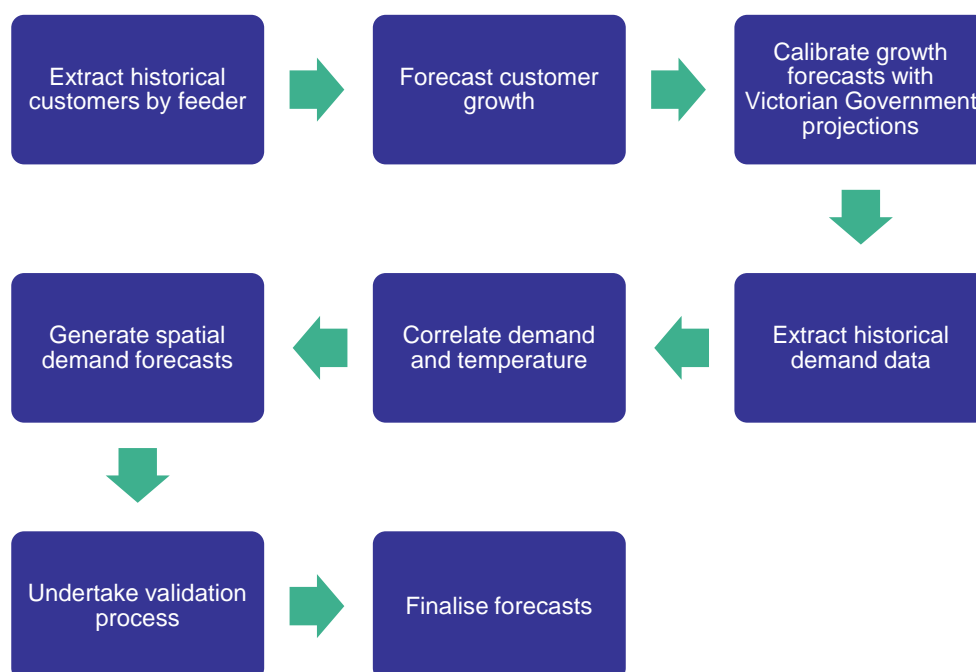 Extract historical
customers by feeder
Forecast customer
growth
Calibrate growth
forecasts with
Victorian Government
projections
Generate spatial
demand forecasts
Correlate demand
and temperature
Extract historical
demand data
Undertake validation
process
Finalise forecasts